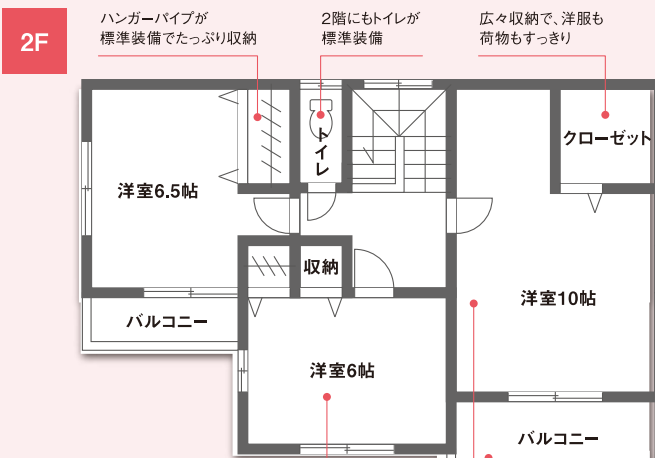 2F
ハンガーパイプが
標準装備でたっぷり収納
2階にもトイレが
標準装備
広々収納で、洋服も
荷物もすっきり
トイレ
クローゼット
洋室6.5帖
収納
洋室10帖
バルコニー
洋室6帖
バルコニー